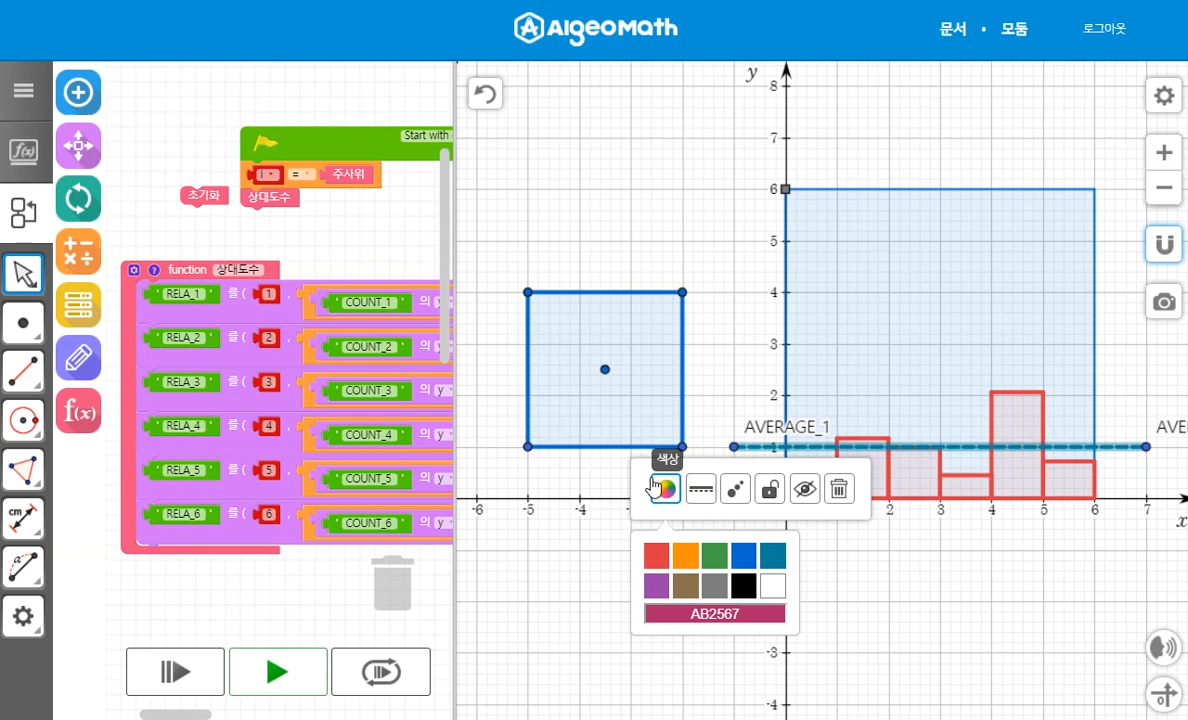 AlgeoMath
문서 • 모둠
로그아웃
Start with
i = 주사위
초기화
상대도수
function 상대도수
' RELA_1 ' 를 ( 1 , ' COUNT_1 ' 의 y
' RELA_2 ' 를 ( 2 , ' COUNT_2 ' 의 y
' RELA_3 ' 를 ( 3 , ' COUNT_3 ' 의 y
' RELA_4 ' 를 ( 4 , ' COUNT_4 ' 의 y
' RELA_5 ' 를 ( 5 , ' COUNT_5 ' 의 y
' RELA_6 ' 를 ( 6 , ' COUNT_6 ' 의 y
f(x)
f(x)
cm
a
y
8
7
6
5
4
3
2
1
AVERAGE_1
AVE
색상
-6 -5 -4 2 3 4 5 6 7
x
AB2567
-3
-4